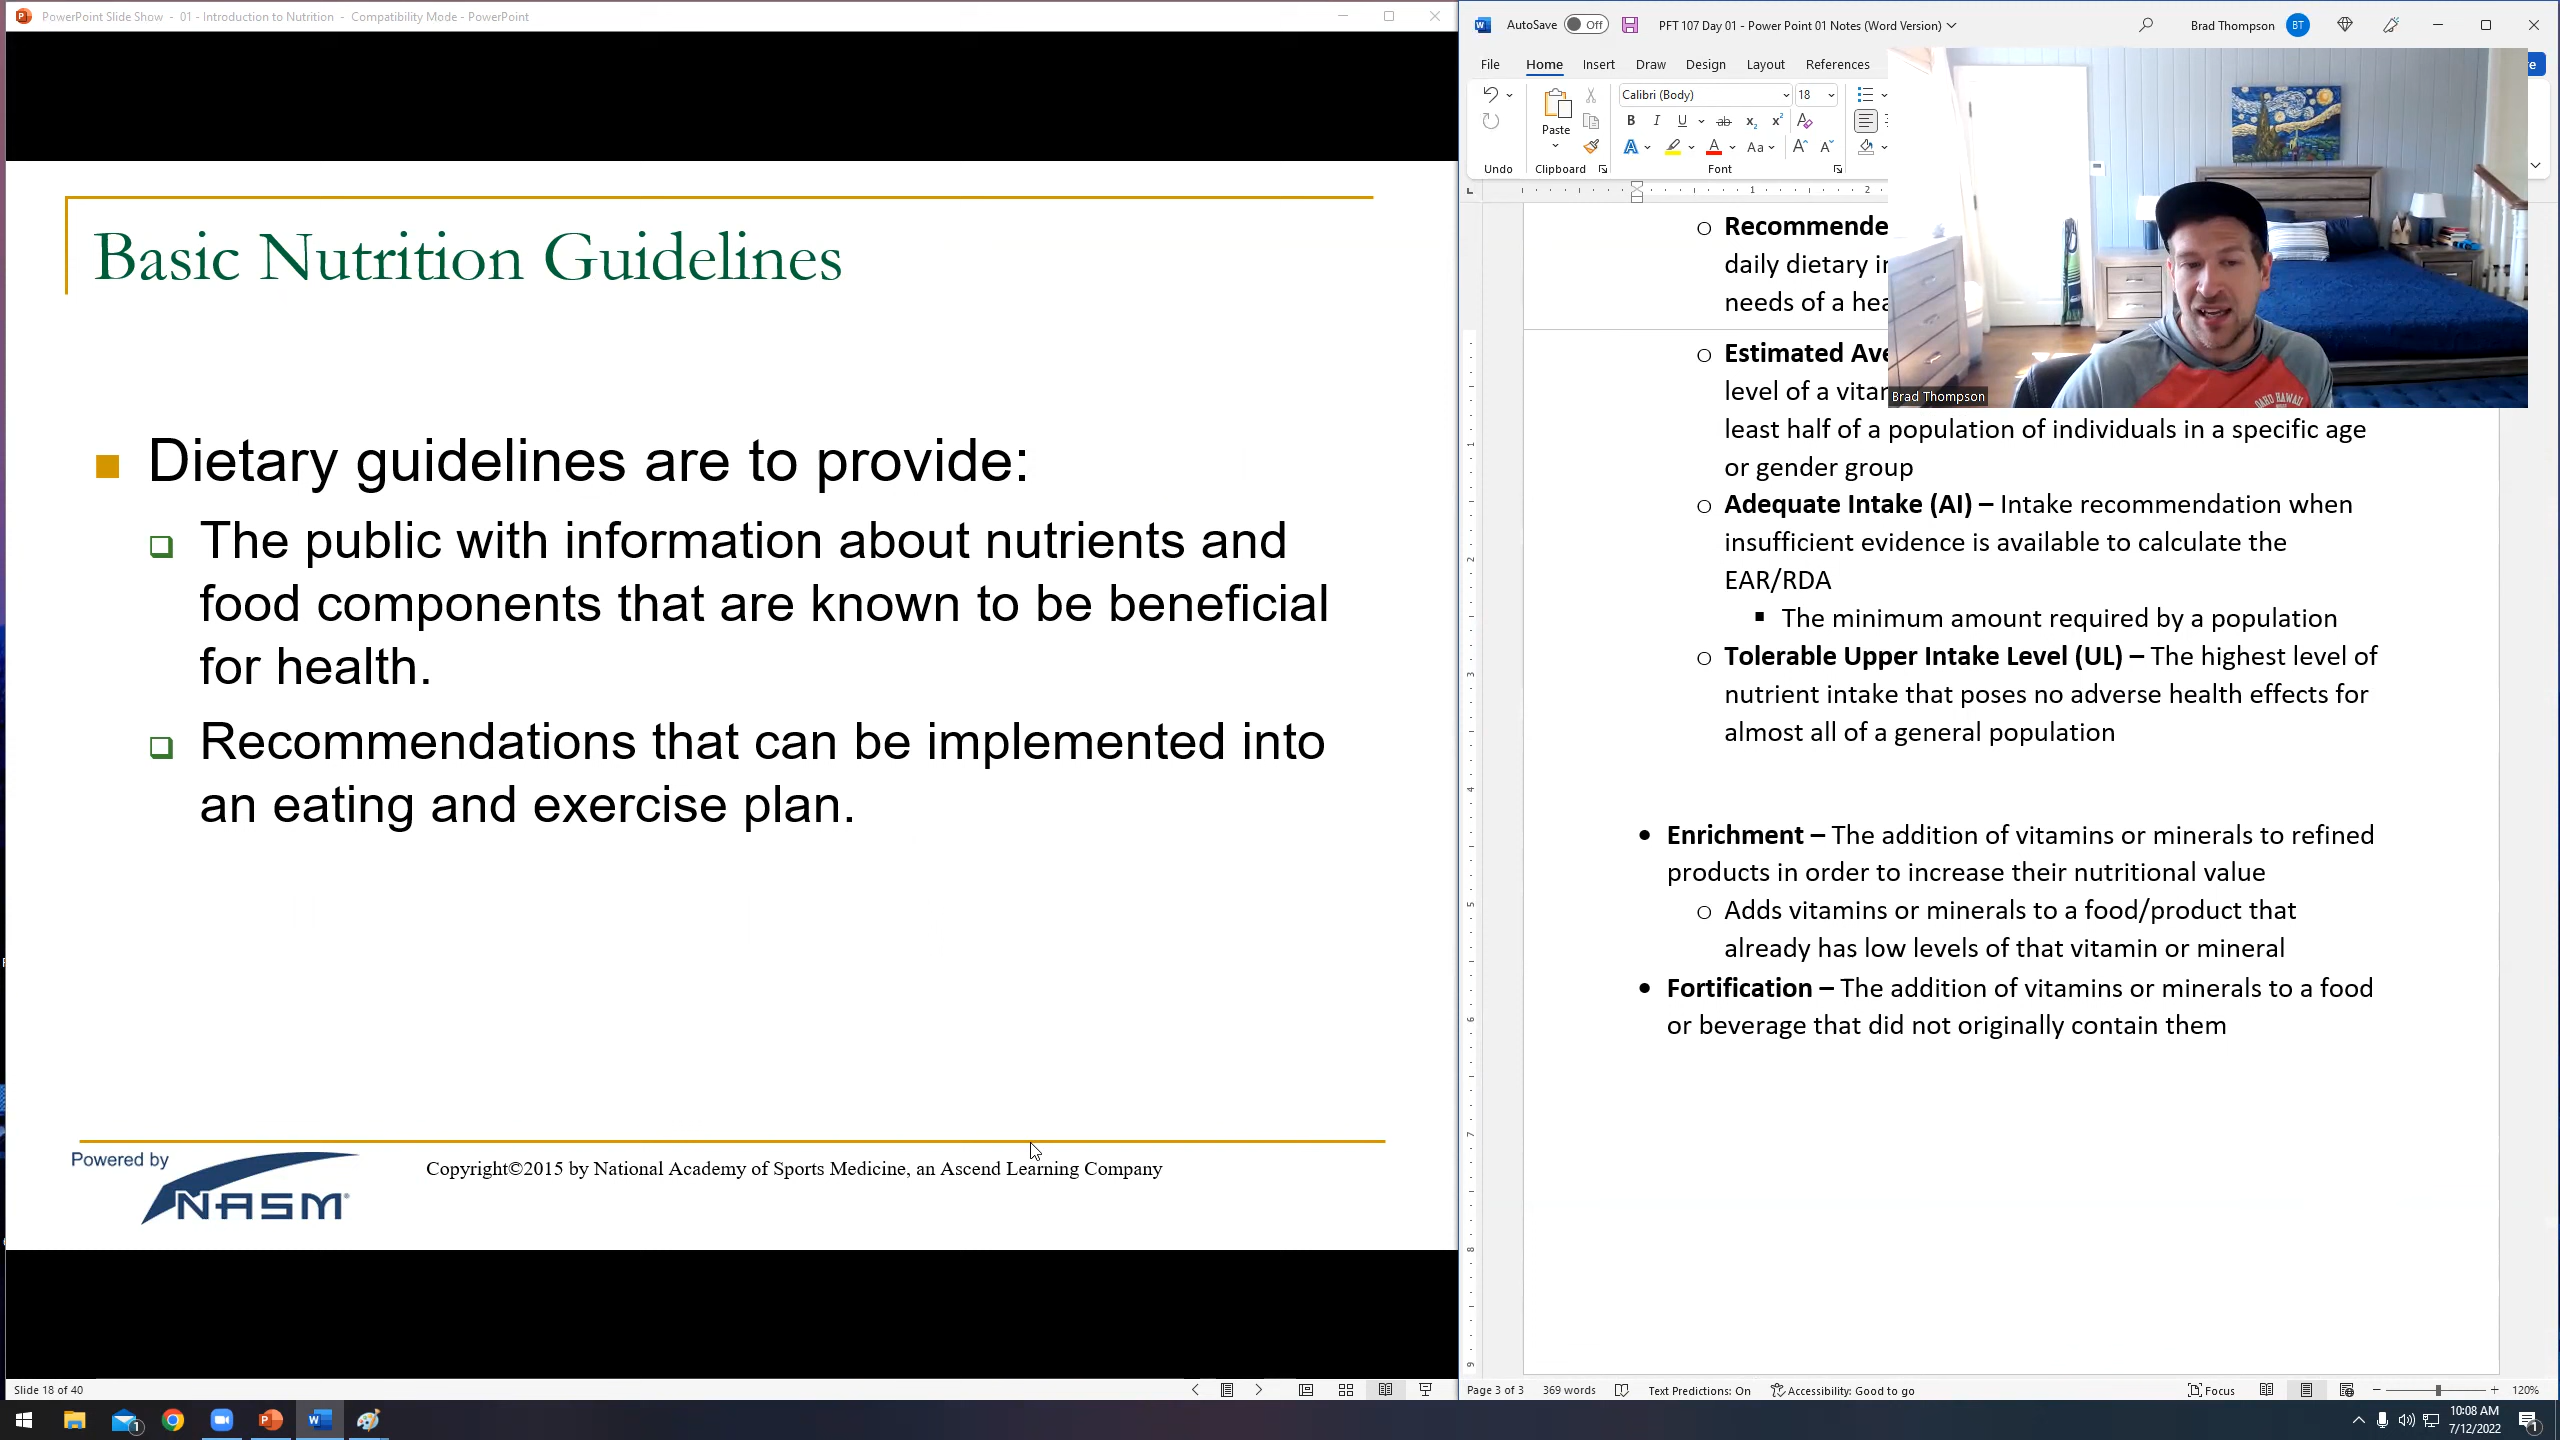 PowerPoint Slide Show - 01 - Introduction to Nutrition - Compatibility Mode - PowerPoint
Basic Nutrition Guidelines
Dietary guidelines are to provide:
The public with information about nutrients and
food components that are known to be beneficial
for health.
Recommendations that can be implemented into
an eating and exercise plan.
Powered by
NASM
Copyright©2015 by National Academy of Sports Medicine, an Ascend Learning Company
Slide 18 of 40
AutoSave Off PFT 107 Day 01 - Power Point 01 Notes (Word Version) Brad Thompson BT
File Home Insert Draw Design Layout References
Calibri (Body) 18
Paste
B I U ab x₂ x² A
A A Aa A A
Undo Clipboard Font
1 2
Recommende
daily dietary i
needs of a hea
Estimated Ave
level of a vita
Brad Thompson
least half of a population of individuals in a specific age
or gender group
Adequate Intake (AI) – Intake recommendation when
insufficient evidence is available to calculate the
EAR/RDA
The minimum amount required by a population
Tolerable Upper Intake Level (UL) – The highest level of
nutrient intake that poses no adverse health effects for
almost all of a general population
Enrichment – The addition of vitamins or minerals to refined
products in order to increase their nutritional value
Adds vitamins or minerals to a food/product that
already has low levels of that vitamin or mineral
Fortification – The addition of vitamins or minerals to a food
or beverage that did not originally contain them
Page 3 of 3 369 words Text Predictions: On Accessibility: Good to go Focus 120%
10:08 AM
7/12/2022